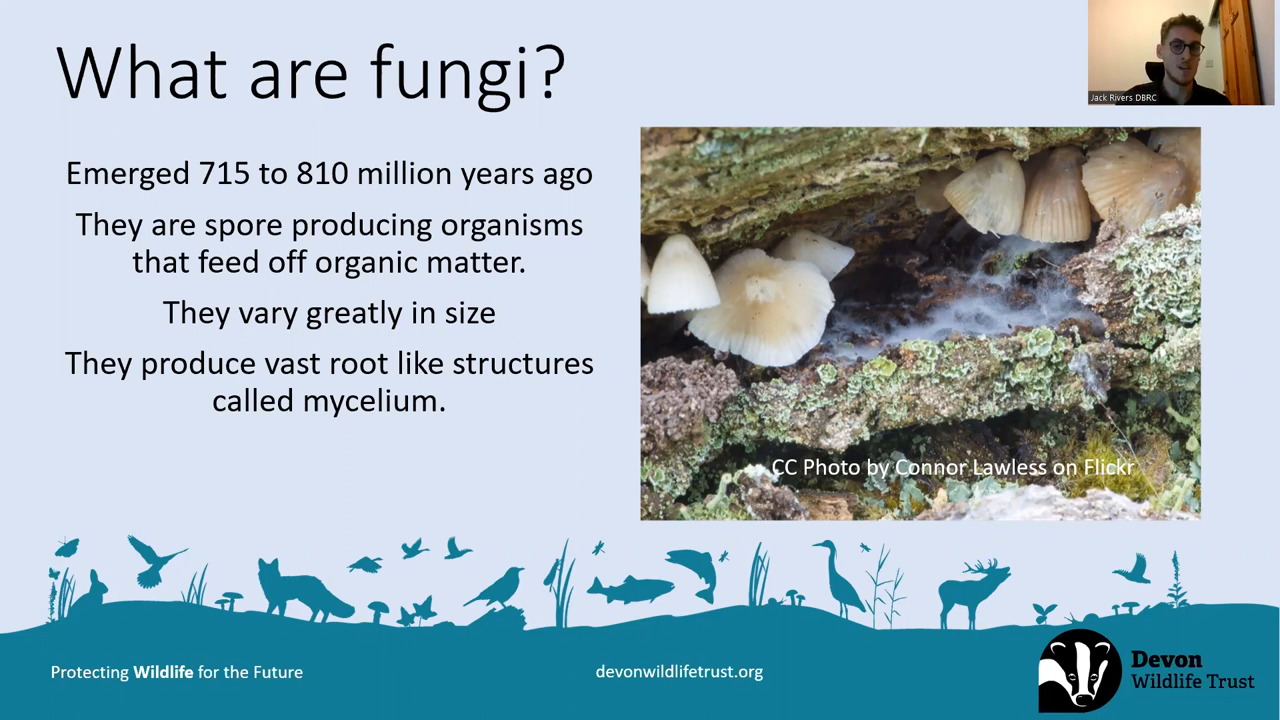 What are fungi?
Jack Rivers DBRC
Emerged 715 to 810 million years ago
They are spore producing organisms
that feed off organic matter.
They vary greatly in size
They produce vast root like structures
called mycelium.
CC Photo by Connor Lawless on Flickr
Protecting Wildlife for the Future
devonwildlifetrust.org
Devon
Wildlife Trust